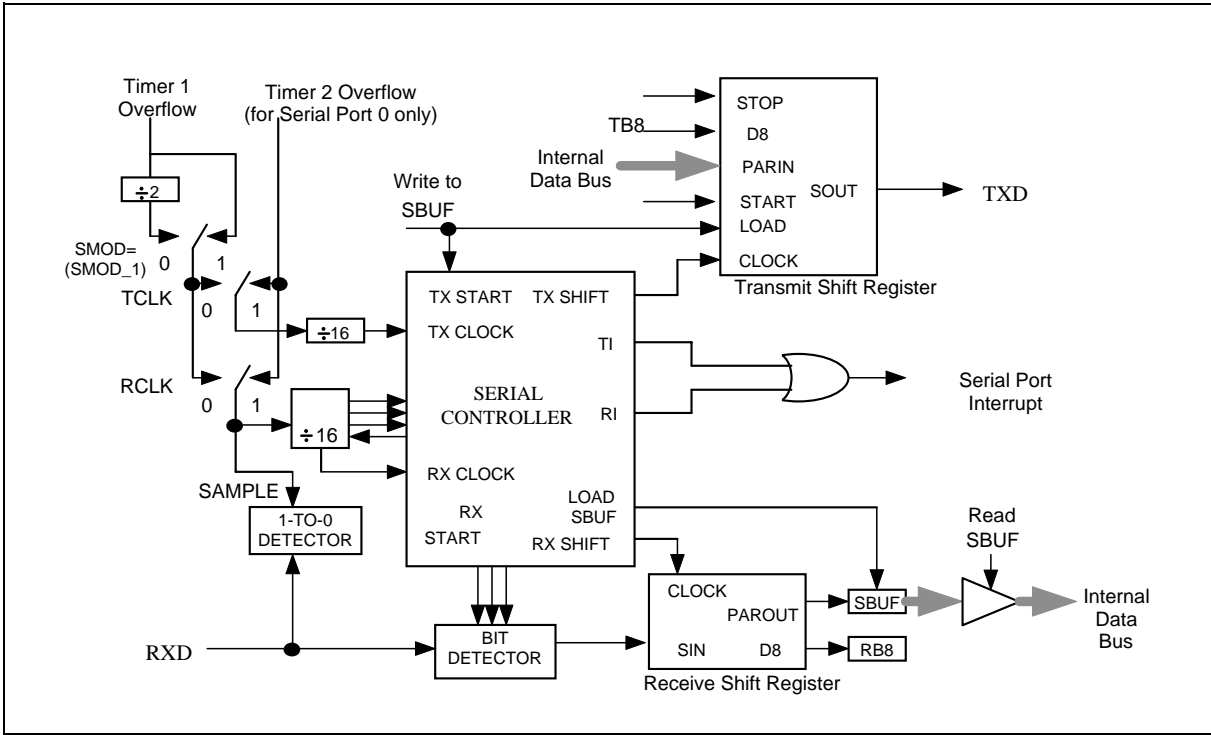 Timer 1
Overflow
Timer 2 Overflow
(for Serial Port 0 only)
÷2
SMOD=
(SMOD_1)
0
1
TCLK
0
1
RCLK
0
1
÷16
÷16
SAMPLE
1-TO-0
DETECTOR
RXD
Write to
SBUF
TX START
TX SHIFT
TX CLOCK
TI
SERIAL
CONTROLLER
RI
RX CLOCK
LOAD
SBUF
RX
START
RX SHIFT
BIT
DETECTOR
TB8
Internal
Data Bus
STOP
D8
PARIN
SOUT
START
LOAD
CLOCK
Transmit Shift Register
TXD
Serial Port
Interrupt
CLOCK
PAROUT
SIN
D8
Receive Shift Register
SBUF
RB8
Read
SBUF
Internal
Data
Bus